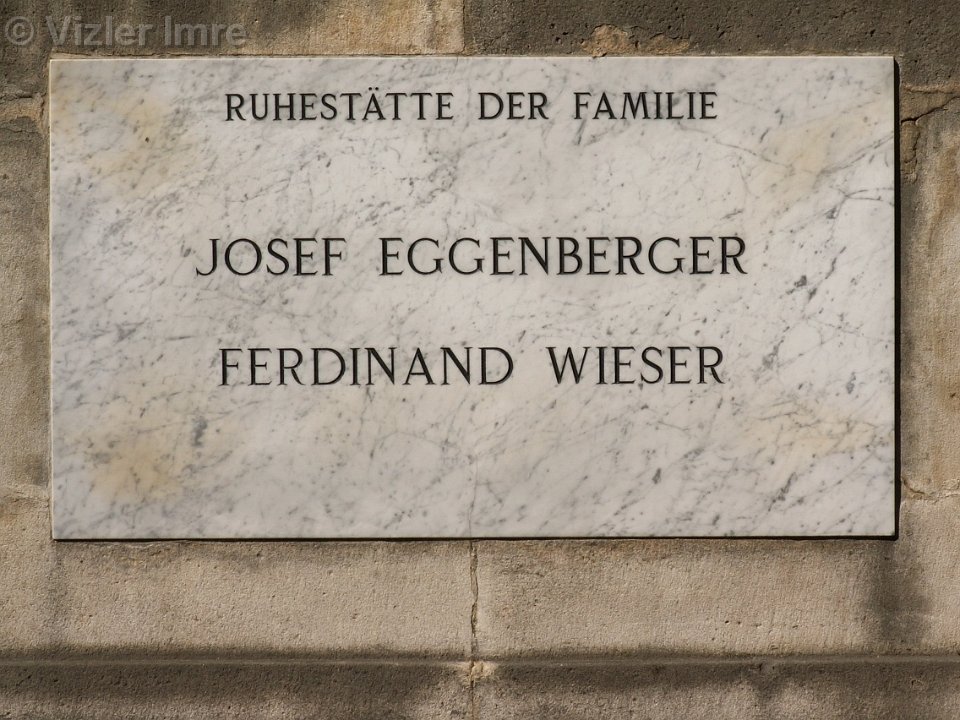 © Vizler Imre
RUHESTÄTTE DER FAMILIE
JOSEF EGGENBERGER
FERDINAND WIESER